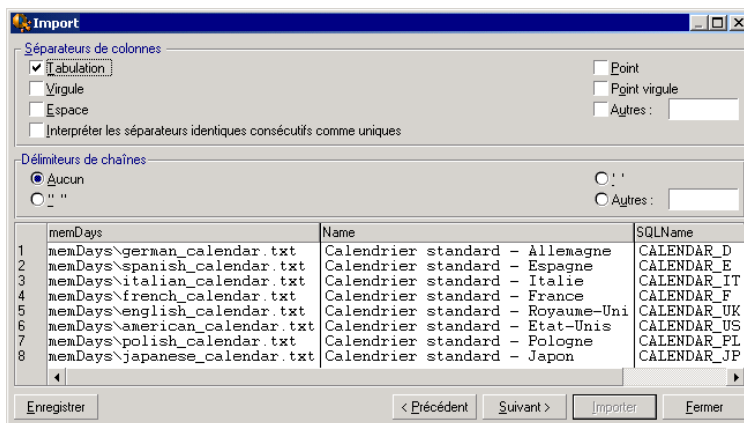 Import
Séparateurs de colonnes
Tabulation
Point
Virgule
Point virgule
Espace
Autres :
Interpréter les séparateurs identiques consécutifs comme uniques
Délimiteurs de chaînes
Aucun
' '
" "
Autres :
memDays Name SQLName
1 memDays\german_calendar.txt Calendrier standard - Allemagne CALENDAR_D
2 memDays\spanish_calendar.txt Calendrier standard - Espagne CALENDAR_E
3 memDays\italian_calendar.txt Calendrier standard - Italie CALENDAR_IT
4 memDays\french_calendar.txt Calendrier standard - France CALENDAR_F
5 memDays\english_calendar.txt Calendrier standard - Royaume-Uni CALENDAR_UK
6 memDays\american_calendar.txt Calendrier standard - Etat-Unis CALENDAR_US
7 memDays\polish_calendar.txt Calendrier standard - Pologne CALENDAR_PL
8 memDays\japanese_calendar.txt Calendrier standard - Japon CALENDAR_JP
Enregistrer < Précédent Suivant > Importer Fermer